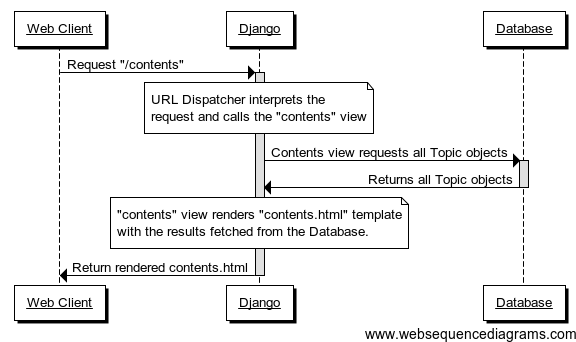 Web Client
Django
Database
Request "/contents"
URL Dispatcher interprets the
request and calls the "contents" view
Contents view requests all Topic objects
Returns all Topic objects
"contents" view renders "contents.html" template
with the results fetched from the Database.
Return rendered contents.html
Web Client
Django
Database
www.websequencediagrams.com